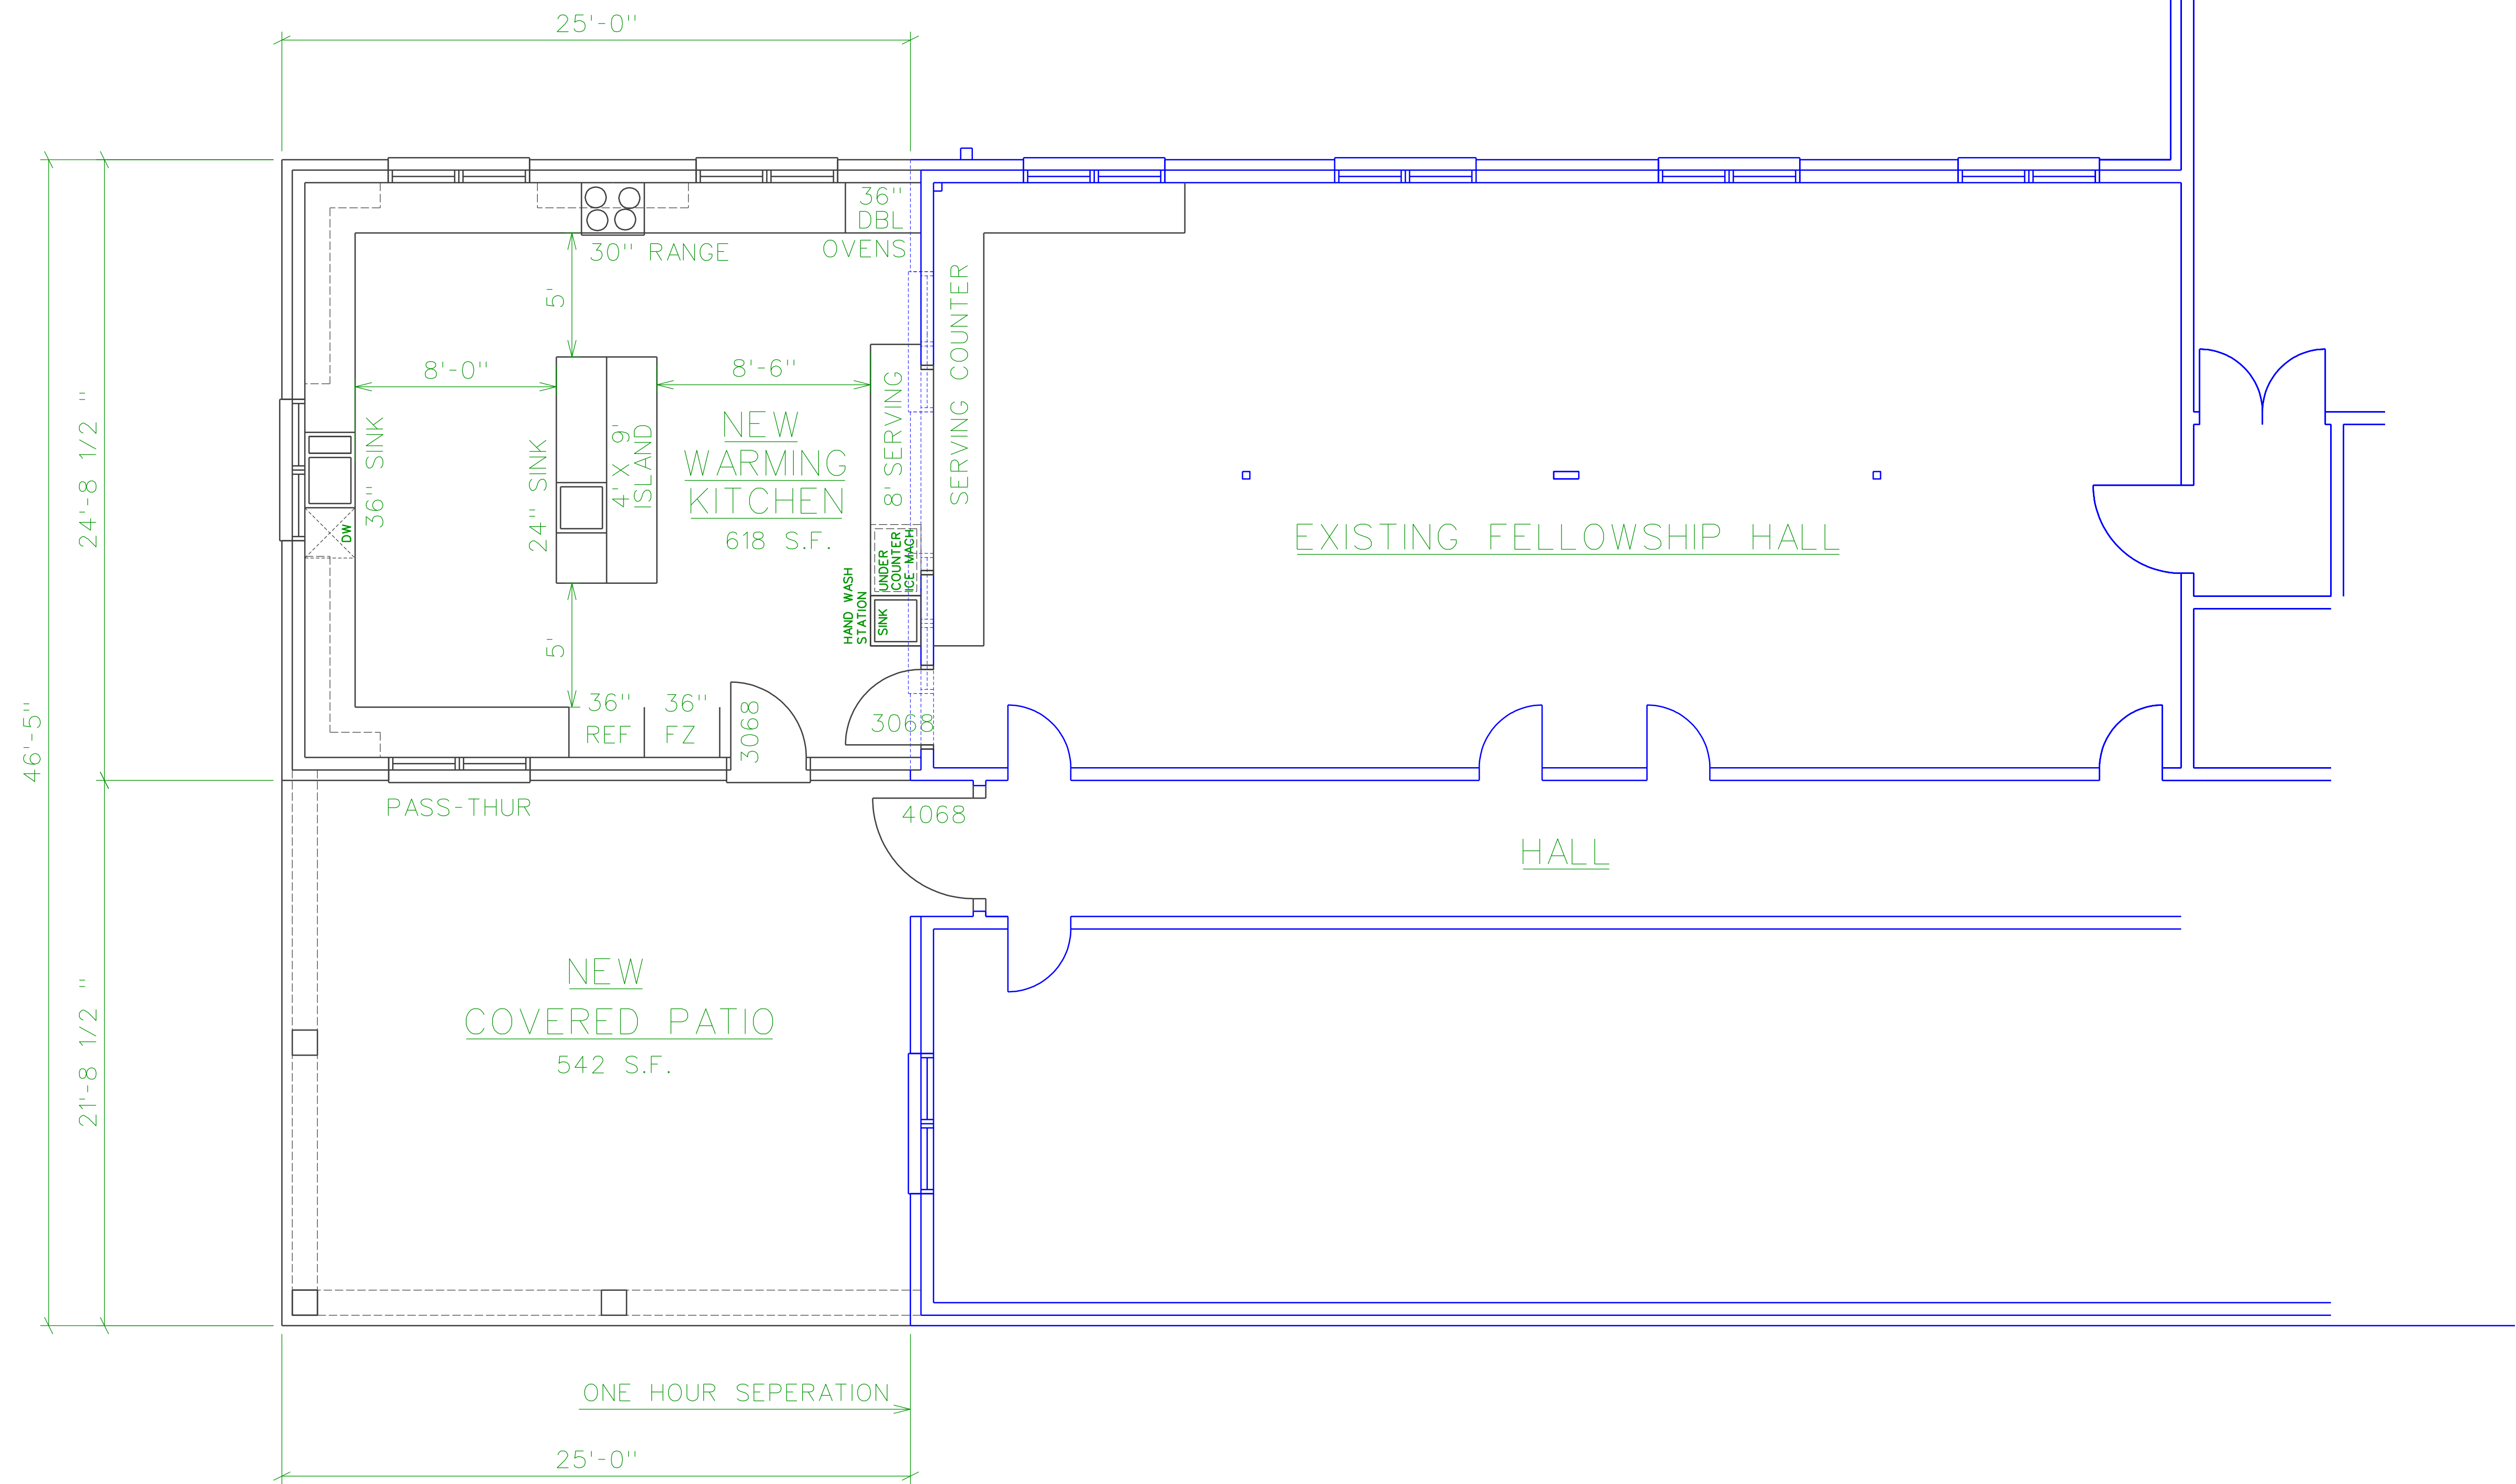 25'-0"
36"
DBL
OVENS
30" RANGE
5'
8'-0"
8'-6"
SERVING COUNTER
8' SERVING
36" SINK
24" SINK
4' X 9'
ISLAND
NEW
WARMING
KITCHEN
618 S.F.
DW
UNDER
COUNTER
ICE MACH.
HAND WASH
STATION
SINK
EXISTING FELLOWSHIP HALL
24'-8 1/2 "
46'-5"
5'
36"
REF
36"
FZ
3068
3068
PASS-THUR
4068
HALL
NEW
COVERED PATIO
542 S.F.
21'-8 1/2 "
ONE HOUR SEPERATION
25'-0"